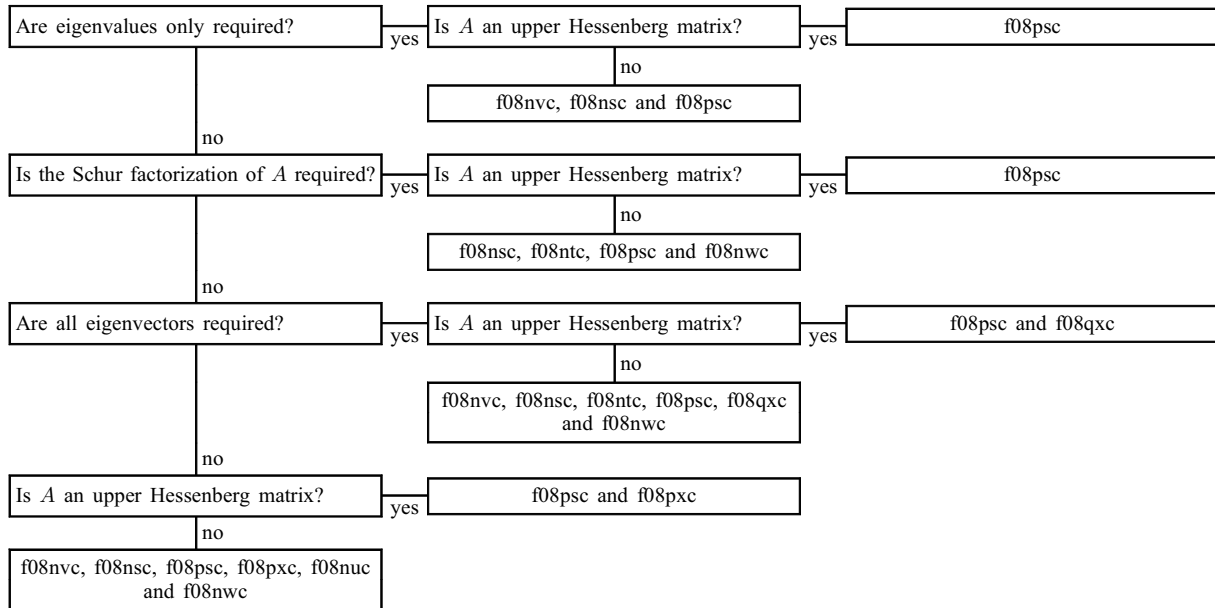 Are eigenvalues only required?
yes
Is A an upper Hessenberg matrix?
yes
f08psc
no
f08nvc, f08nsc and f08psc
no
Is the Schur factorization of A required?
yes
Is A an upper Hessenberg matrix?
yes
f08psc
no
f08nsc, f08ntc, f08psc and f08nwc
no
Are all eigenvectors required?
yes
Is A an upper Hessenberg matrix?
yes
f08psc and f08qxc
no
f08nvc, f08nsc, f08ntc, f08psc, f08qxc
and f08nwc
no
Is A an upper Hessenberg matrix?
yes
f08psc and f08pxc
no
f08nvc, f08nsc, f08psc, f08pxc, f08nuc
and f08nwc